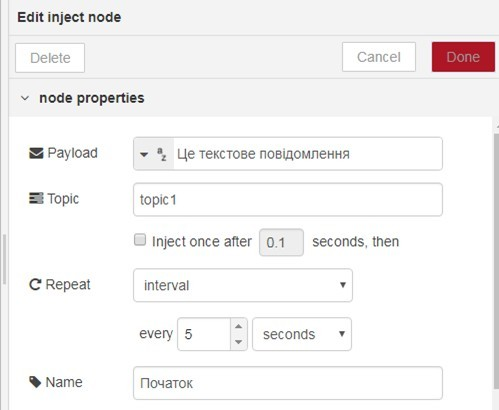 Edit inject node
Delete
Cancel
Done
node properties
Payload
az Це текстове повідомлення
Topic
topic1
Inject once after 0.1 seconds, then
Repeat
interval
every 5 seconds
Name
Початок